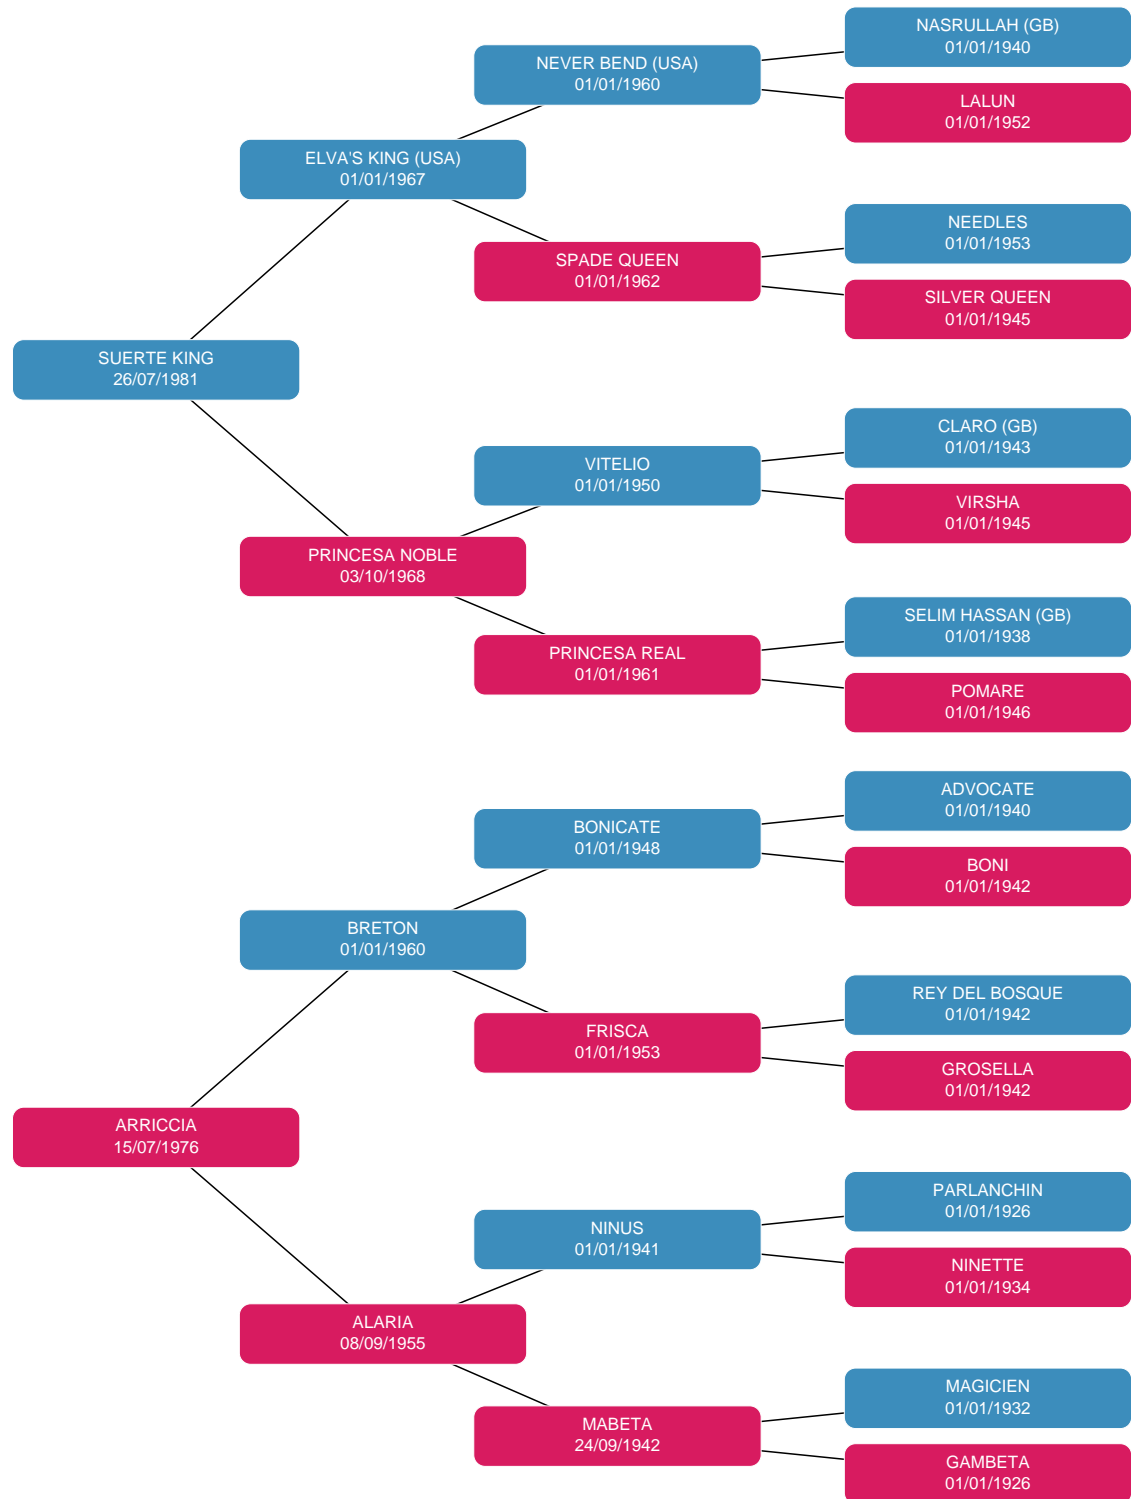 NASRULLAH (GB)
01/01/1940
NEVER BEND (USA)
01/01/1960
LALUN
01/01/1952
ELVA'S KING (USA)
01/01/1967
NEEDLES
01/01/1953
SPADE QUEEN
01/01/1962
SILVER QUEEN
01/01/1945
SUERTE KING
26/07/1981
CLARO (GB)
01/01/1943
VITELIO
01/01/1950
VIRSHA
01/01/1945
PRINCESA NOBLE
03/10/1968
SELIM HASSAN (GB)
01/01/1938
PRINCESA REAL
01/01/1961
POMARE
01/01/1946
ADVOCATE
01/01/1940
BONICATE
01/01/1948
BONI
01/01/1942
BRETON
01/01/1960
REY DEL BOSQUE
01/01/1942
FRISCA
01/01/1953
GROSELLA
01/01/1942
ARRICCIA
15/07/1976
PARLANCHIN
01/01/1926
NINUS
01/01/1941
NINETTE
01/01/1934
ALARIA
08/09/1955
MAGICIEN
01/01/1932
MABETA
24/09/1942
GAMBETA
01/01/1926